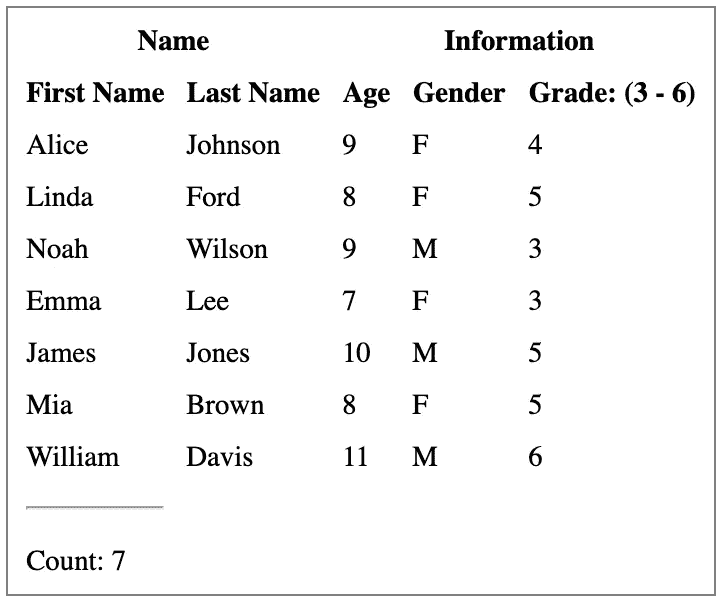 Name Information
First Name Last Name Age Gender Grade: (3 - 6)
Alice Johnson 9 F 4
Linda Ford 8 F 5
Noah Wilson 9 M 3
Emma Lee 7 F 3
James Jones 10 M 5
Mia Brown 8 F 5
William Davis 11 M 6
Count: 7